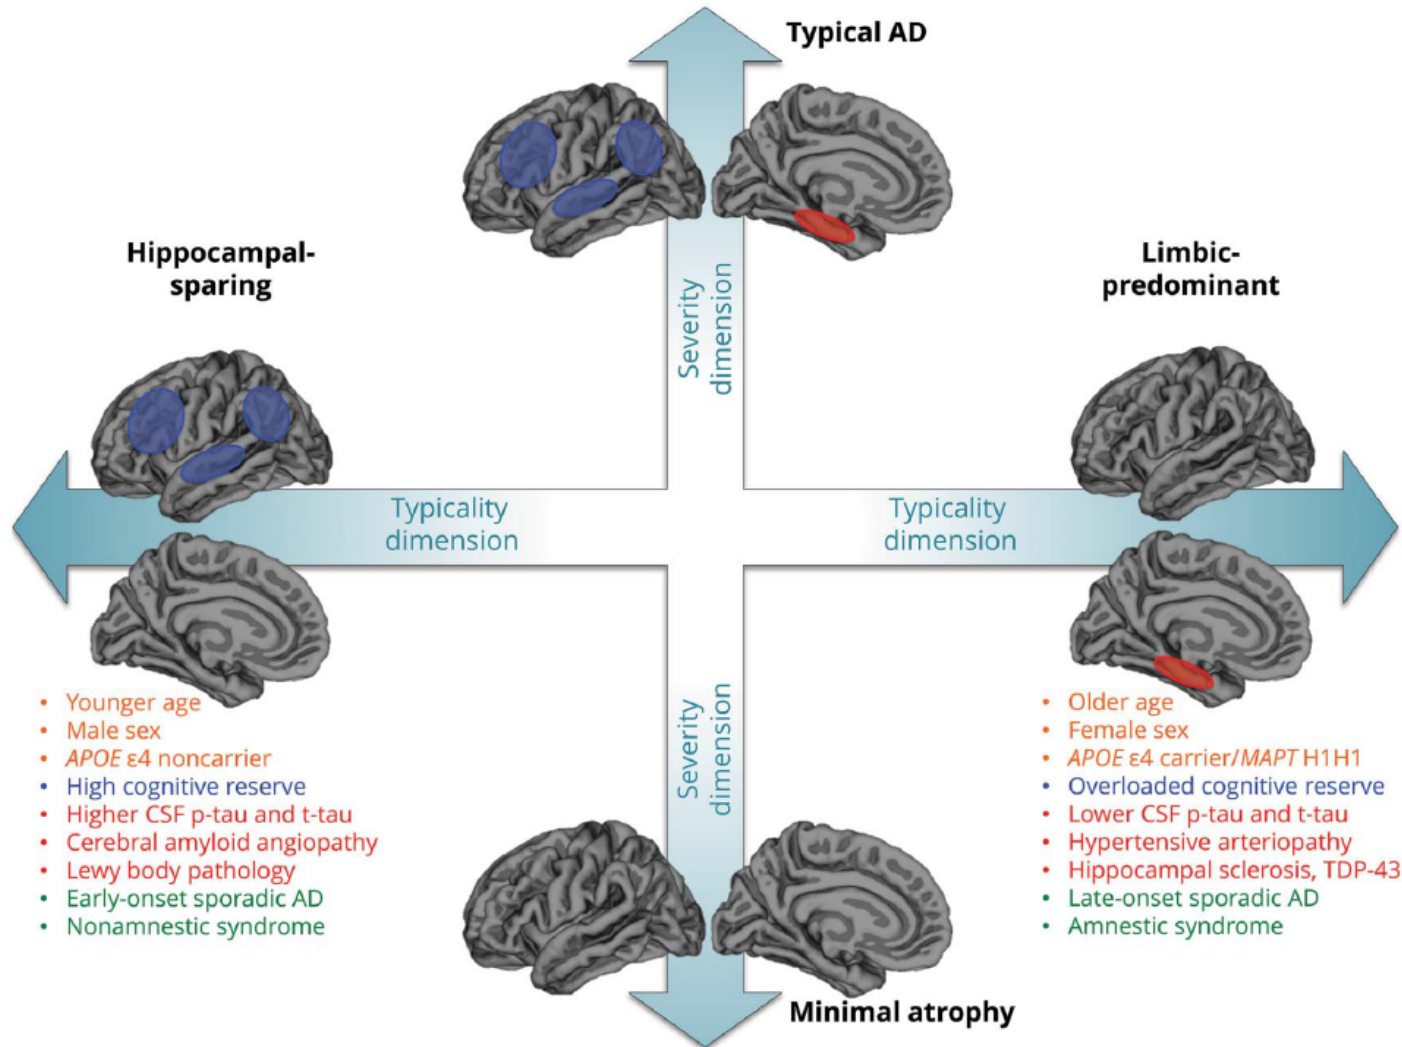 Typical AD
Hippocampal-
sparing
Limbic-
predominant
Severity
dimension
Typicality
dimension
Typicality
dimension
• Younger age
• Male sex
• APOE ε4 noncarrier
• High cognitive reserve
• Higher CSF p-tau and t-tau
• Cerebral amyloid angiopathy
• Lewy body pathology
• Early-onset sporadic AD
• Nonamnestic syndrome
Severity
dimension
• Older age
• Female sex
• APOE ε4 carrier/MAPT H1H1
• Overloaded cognitive reserve
• Lower CSF p-tau and t-tau
• Hypertensive arteriopathy
• Hippocampal sclerosis, TDP-43
• Late-onset sporadic AD
• Amnestic syndrome
Minimal atrophy